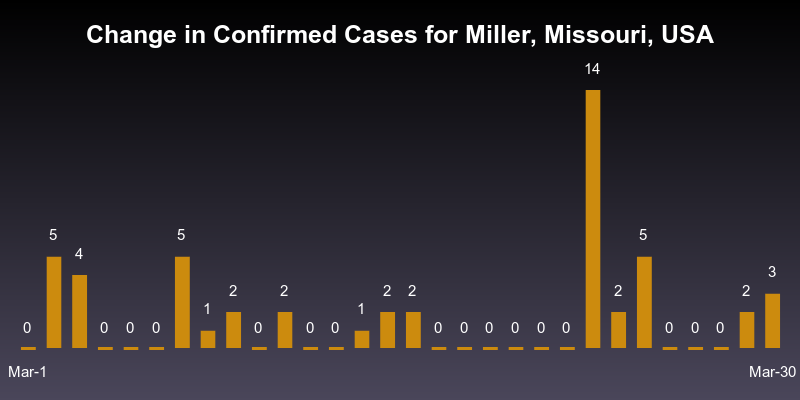 Change in Confirmed Cases for Miller, Missouri, USA
14
5 4 5 1 2 2 1 2 2 2 5 2 3
0 0 0 0 0 0 0 0 0 0 0 0 0 0 0 0 0
Mar-1 Mar-30